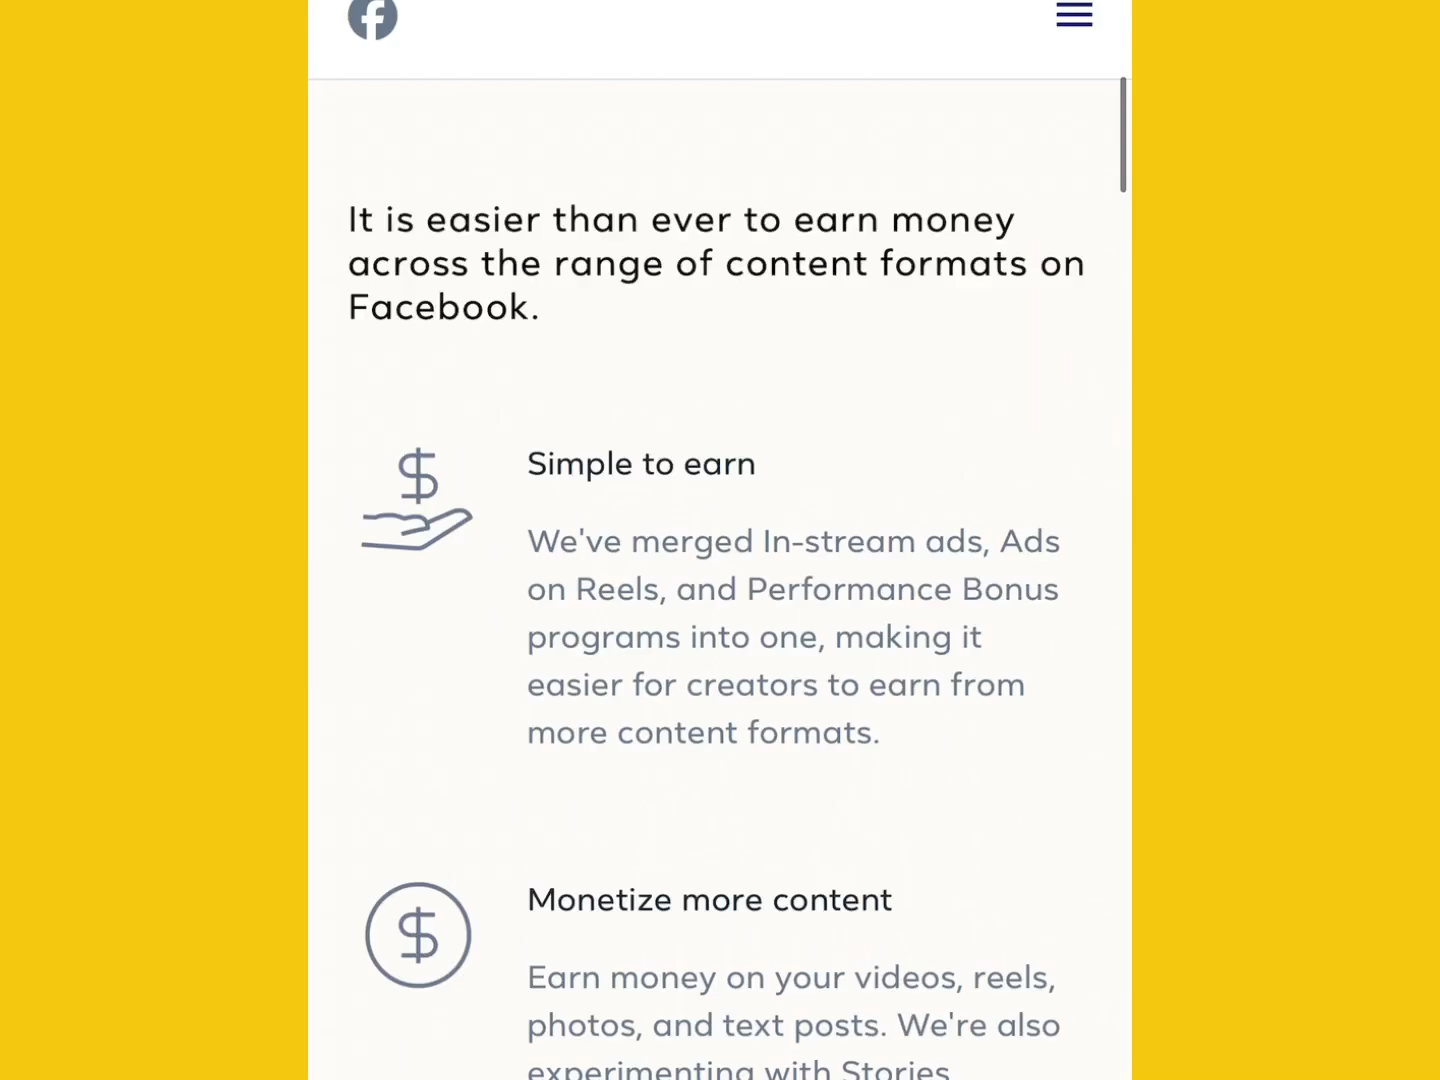 It is easier than ever to earn money
across the range of content formats on
Facebook.
Simple to earn
We've merged In-stream ads, Ads
on Reels, and Performance Bonus
programs into one, making it
easier for creators to earn from
more content formats.
Monetize more content
Earn money on your videos, reels,
photos, and text posts. We're also
experimenting with Stories